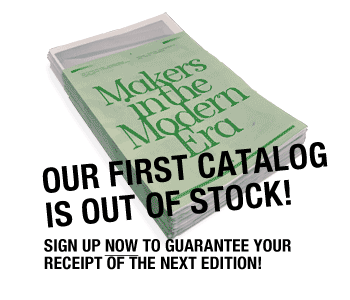 Makers
in the
Modern
Era
OUR FIRST CATALOG
IS OUT OF STOCK!
SIGN UP NOW TO GUARANTEE YOUR
RECEIPT OF THE NEXT EDITION!